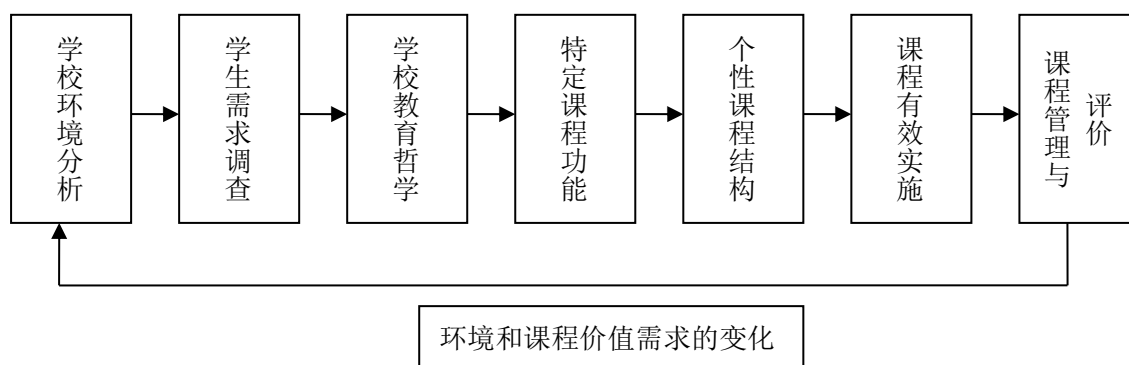 学校环境分析
学生需求调查
学校教育哲学
特定课程功能
个性课程结构
课程有效实施
课程管理与
评价
环境和课程价值需求的变化